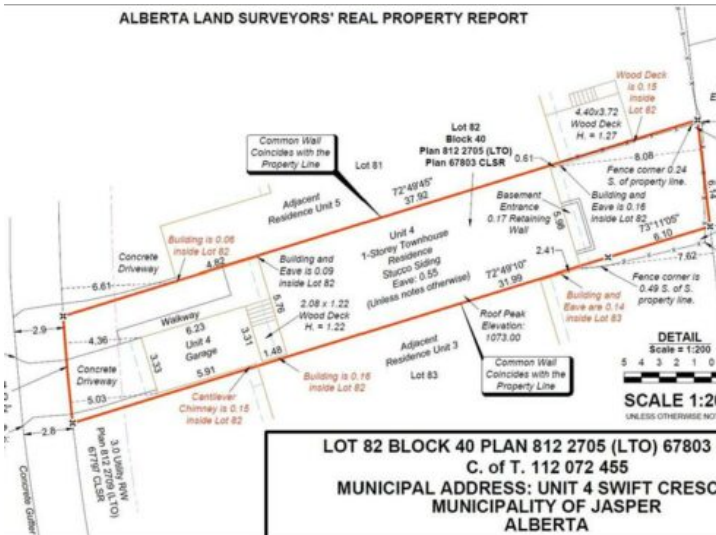 ALBERTA LAND SURVEYORS' REAL PROPERTY REPORT
Wood Deck
is 0.15
inside
Lot 82
4.40x3.72
Wood Deck
H. = 1.27
Lot 82
Block 40
Plan 812 2705 (LTO)
Plan 67803 CLSR
Common Wall
Coincides with the
Property Line
Lot 81
0.61
8.08
Fence corner 0.24
S. of property line.
6.14
72°49'45"
37.92
Adjacent
Residence Unit 5
Basement
Entrance
0.17 Retaining
Wall
5.98
Building and
Eave is 0.16
inside Lot 82
73°11'05"
6.10
Unit 4
1-Storey Townhouse
Residence
Stucco Siding
Eave: 0.55
(Unless notes otherwise)
Building is 0.06
inside Lot 82
4.82
Building and
Eave is 0.09
inside Lot 82
Concrete
Driveway
6.61
2.41
7.62
72°49'10"
31.99
Fence corner is
0.49 S. of S.
property line.
Building and
Eave are 0.14
inside Lot 83
2.9
Walkway
5.76
2.08 x 1.22
Wood Deck
H. = 1.22
Roof Peak
Elevation:
1073.00
4.36
6.23
Unit 4
Garage
3.33
3.31
5.91
1.48
Concrete
Driveway
5.03
Adjacent
Residence Unit 3
Lot 83
Common Wall
Coincides with the
Property Line
Building is 0.16
inside Lot 82
Cantilever
Chimney is 0.15
inside Lot 82
2.8
DETAIL
Scale = 1:200
5 4 3 2 1 0
SCALE 1:20
UNLESS OTHERWISE NOT
3.0 Utility R/W
Plan 812 2709 (LTO)
67797 CLSR
Concrete Gutter
LOT 82 BLOCK 40 PLAN 812 2705 (LTO) 67803
C. of T. 112 072 455
MUNICIPAL ADDRESS: UNIT 4 SWIFT CRESC
MUNICIPALITY OF JASPER
ALBERTA